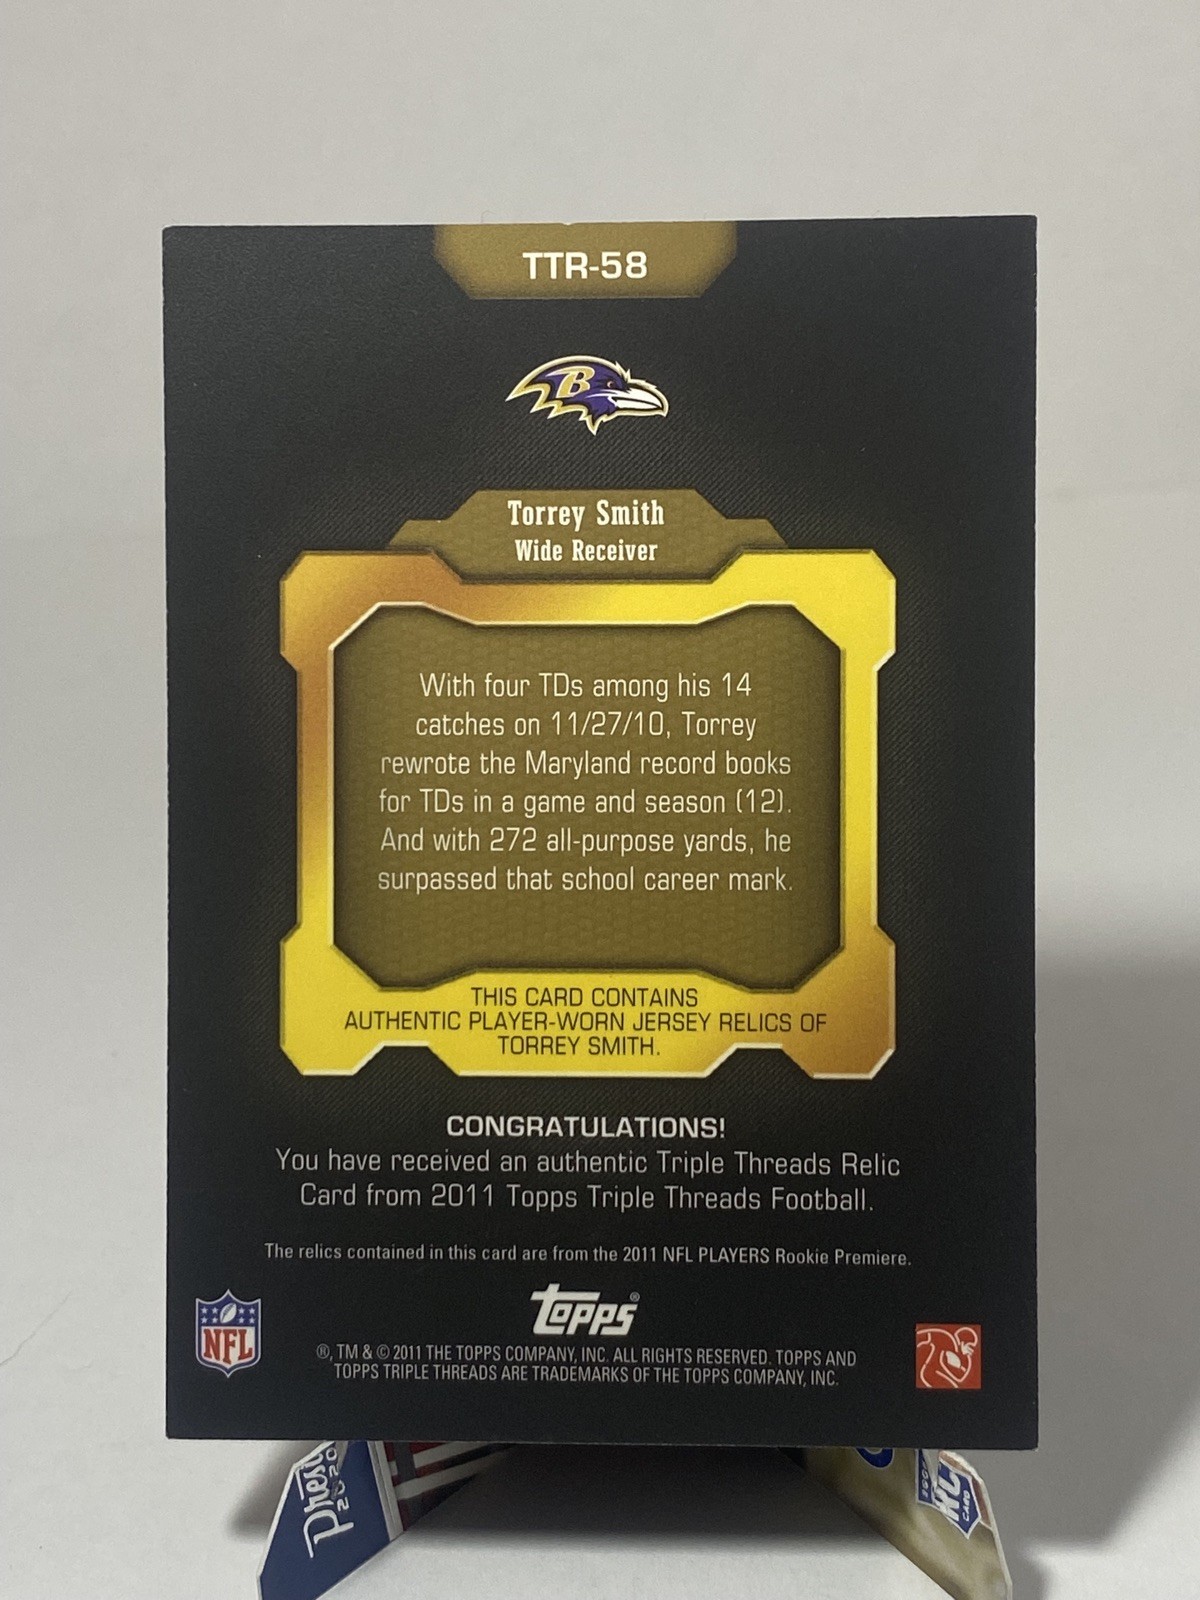 TTR-58
B
Torrey Smith
Wide Receiver
With four TDs among his 14
catches on 11/27/10, Torrey
rewrote the Maryland record books
for TDs in a game and season (12).
And with 272 all-purpose yards, he
surpassed that school career mark.
THIS CARD CONTAINS
AUTHENTIC PLAYER-WORN JERSEY RELICS OF
TORREY SMITH.
CONGRATULATIONS!
You have received an authentic Triple Threads Relic
Card from 2011 Topps Triple Threads Football.
The relics contained in this card are from the 2011 NFL PLAYERS Rookie Premiere.
NFL
topps®
®, TM & © 2011 THE TOPPS COMPANY, INC. ALL RIGHTS RESERVED. TOPPS AND
TOPPS TRIPLE THREADS ARE TRADEMARKS OF THE TOPPS COMPANY, INC.
2020
CARD